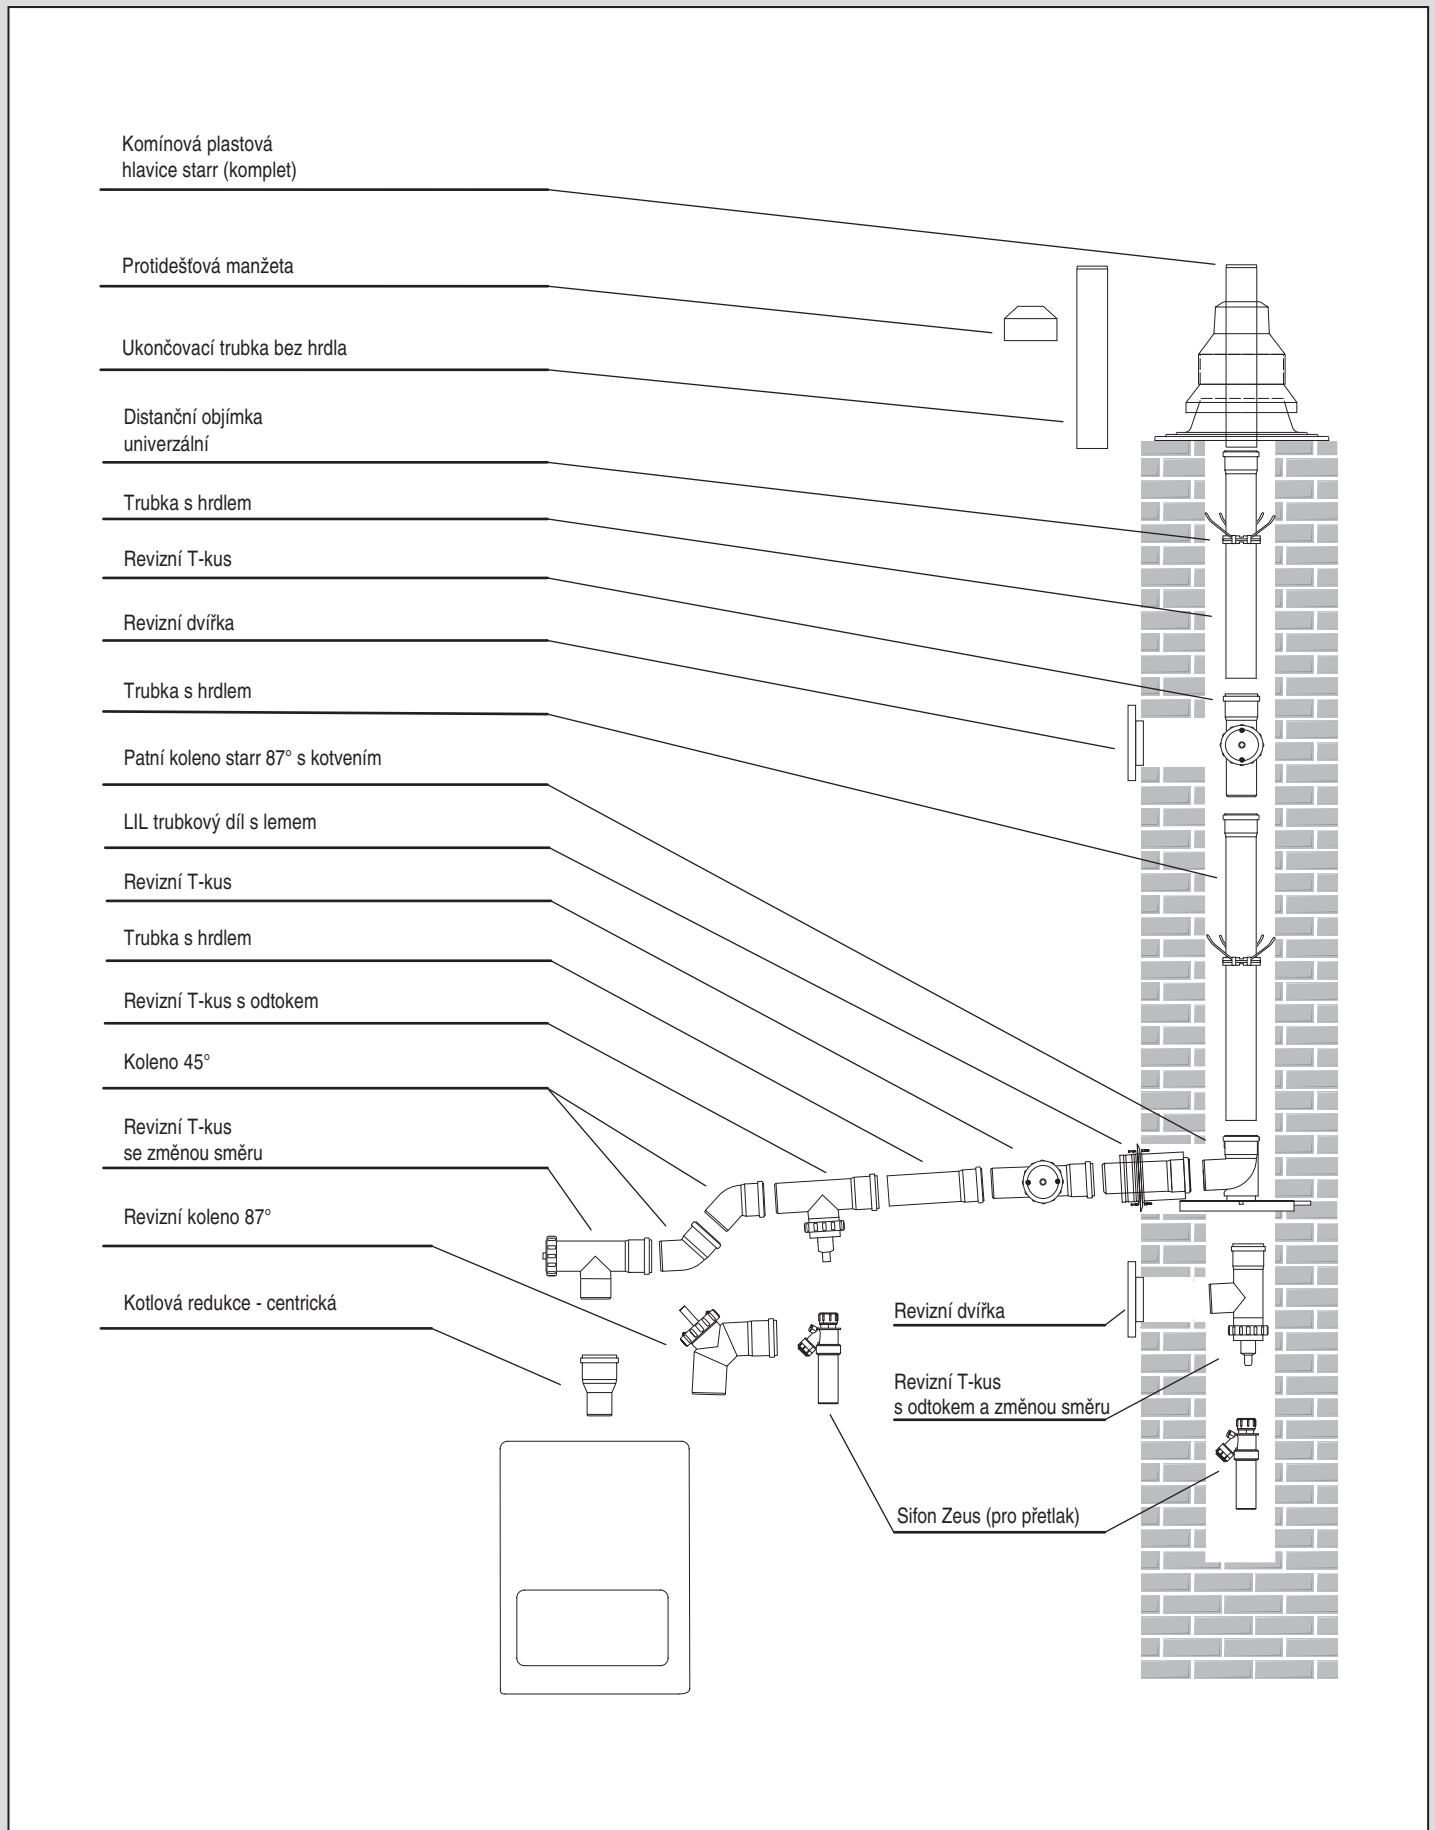 Komínová plastová
hlavice starr (komplet)
Protidešťová manžeta
Ukončovací trubka bez hrdla
Distanční objímka
univerzální
Trubka s hrdlem
Revizní T-kus
Revizní dvířka
Trubka s hrdlem
Patní koleno starr 87° s kotvením
LIL trubkový díl s lemem
Revizní T-kus
Trubka s hrdlem
Revizní T-kus s odtokem
Koleno 45°
Revizní T-kus
se změnou směru
Revizní koleno 87°
Kotlová redukce - centrická
Revizní dvířka
Revizní T-kus
s odtokem a změnou směru
Sifon Zeus (pro přetlak)